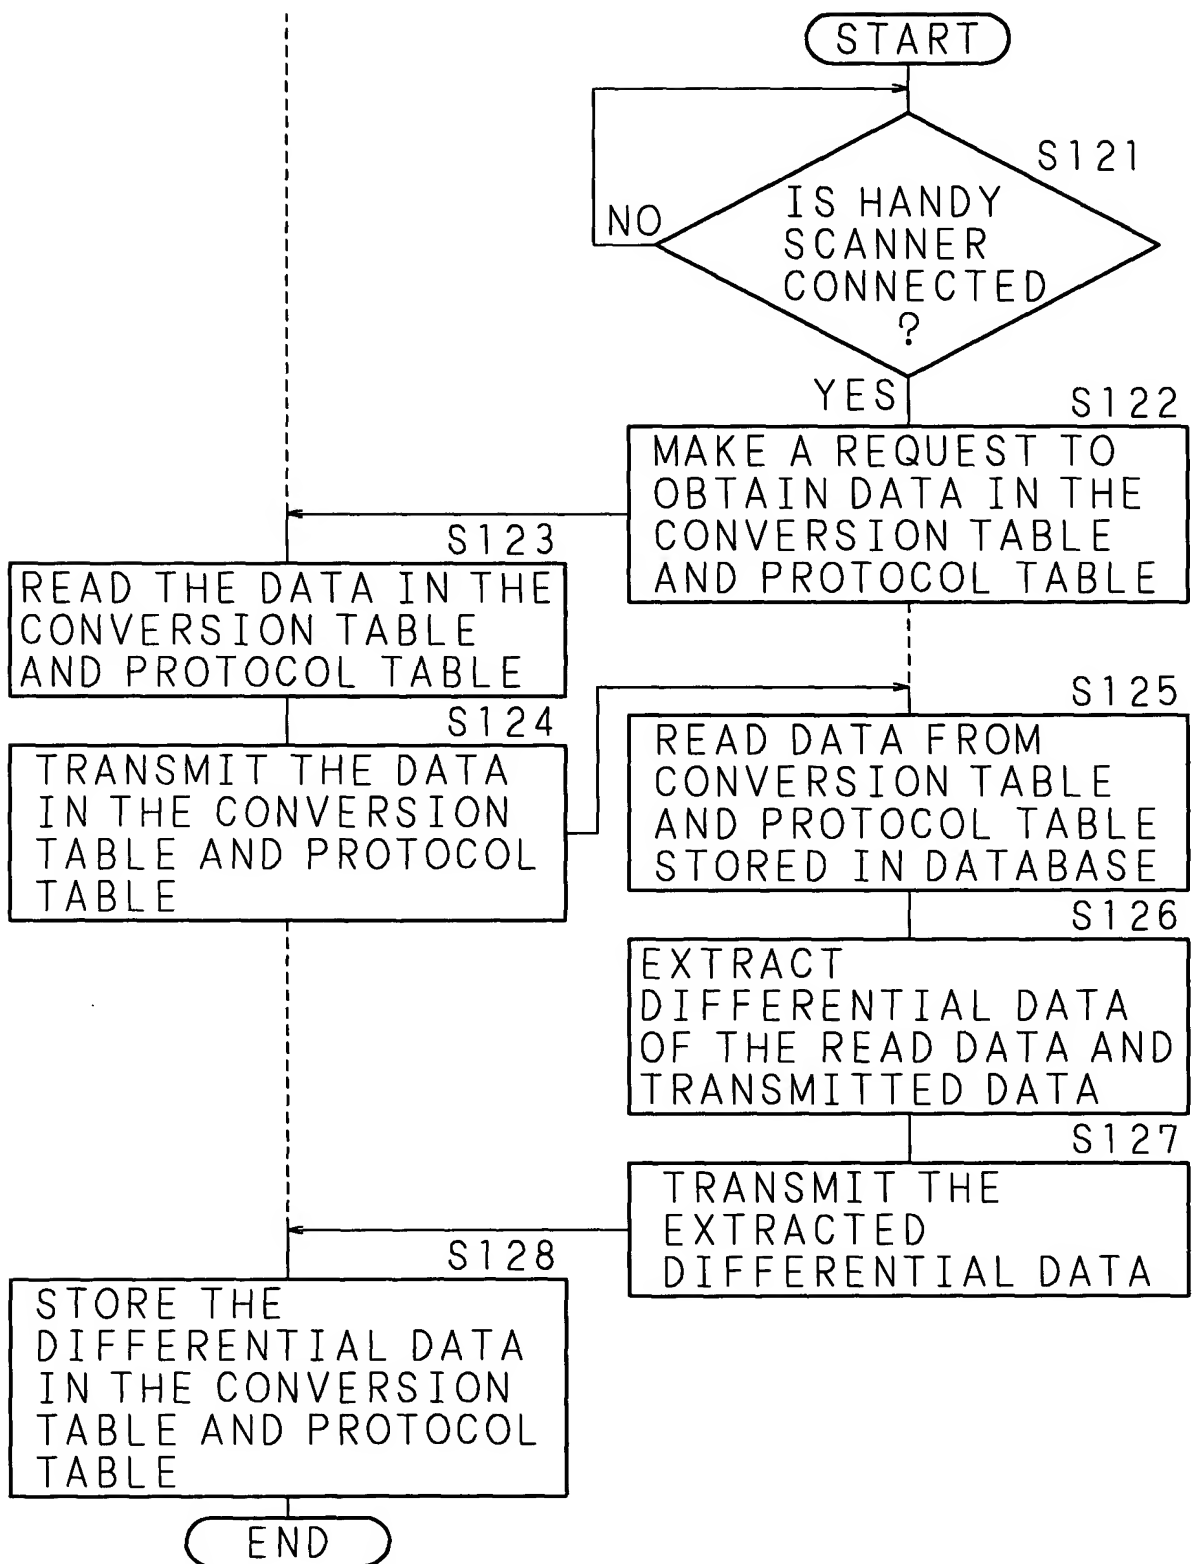 START
S121
IS HANDY
SCANNER
CONNECTED
?
NO
YES
S122
MAKE A REQUEST TO
OBTAIN DATA IN THE
CONVERSION TABLE
AND PROTOCOL TABLE
S123
READ THE DATA IN THE
CONVERSION TABLE
AND PROTOCOL TABLE
S124
TRANSMIT THE DATA
IN THE CONVERSION
TABLE AND PROTOCOL
TABLE
S125
READ DATA FROM
CONVERSION TABLE
AND PROTOCOL TABLE
STORED IN DATABASE
S126
EXTRACT
DIFFERENTIAL DATA
OF THE READ DATA AND
TRANSMITTED DATA
S127
TRANSMIT THE
EXTRACTED
DIFFERENTIAL DATA
S128
STORE THE
DIFFERENTIAL DATA
IN THE CONVERSION
TABLE AND PROTOCOL
TABLE
END